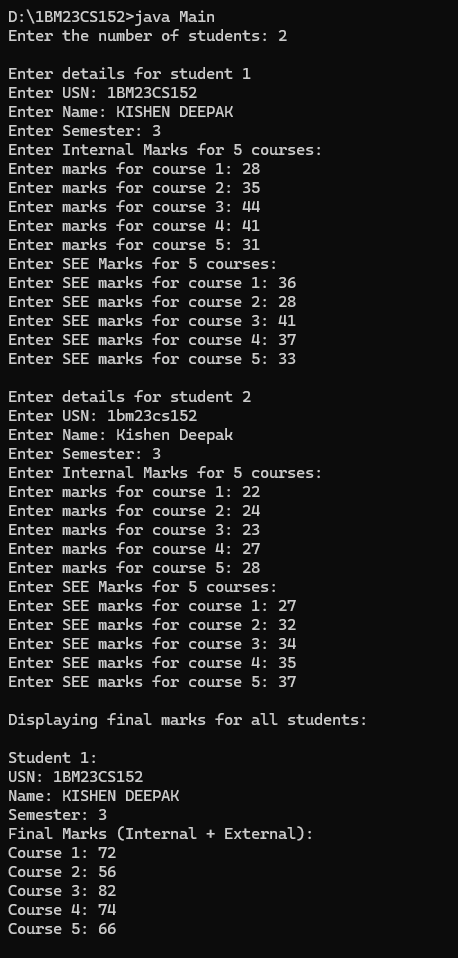 D:\1BM23CS152>java Main
Enter the number of students: 2
Enter details for student 1
Enter USN: 1BM23CS152
Enter Name: KISHEN DEEPAK
Enter Semester: 3
Enter Internal Marks for 5 courses:
Enter marks for course 1: 28
Enter marks for course 2: 35
Enter marks for course 3: 44
Enter marks for course 4: 41
Enter marks for course 5: 31
Enter SEE Marks for 5 courses:
Enter SEE marks for course 1: 36
Enter SEE marks for course 2: 28
Enter SEE marks for course 3: 41
Enter SEE marks for course 4: 37
Enter SEE marks for course 5: 33
Enter details for student 2
Enter USN: 1bm23cs152
Enter Name: Kishen Deepak
Enter Semester: 3
Enter Internal Marks for 5 courses:
Enter marks for course 1: 22
Enter marks for course 2: 24
Enter marks for course 3: 23
Enter marks for course 4: 27
Enter marks for course 5: 28
Enter SEE Marks for 5 courses:
Enter SEE marks for course 1: 27
Enter SEE marks for course 2: 32
Enter SEE marks for course 3: 34
Enter SEE marks for course 4: 35
Enter SEE marks for course 5: 37
Displaying final marks for all students:
Student 1:
USN: 1BM23CS152
Name: KISHEN DEEPAK
Semester: 3
Final Marks (Internal + External):
Course 1: 72
Course 2: 56
Course 3: 82
Course 4: 74
Course 5: 66